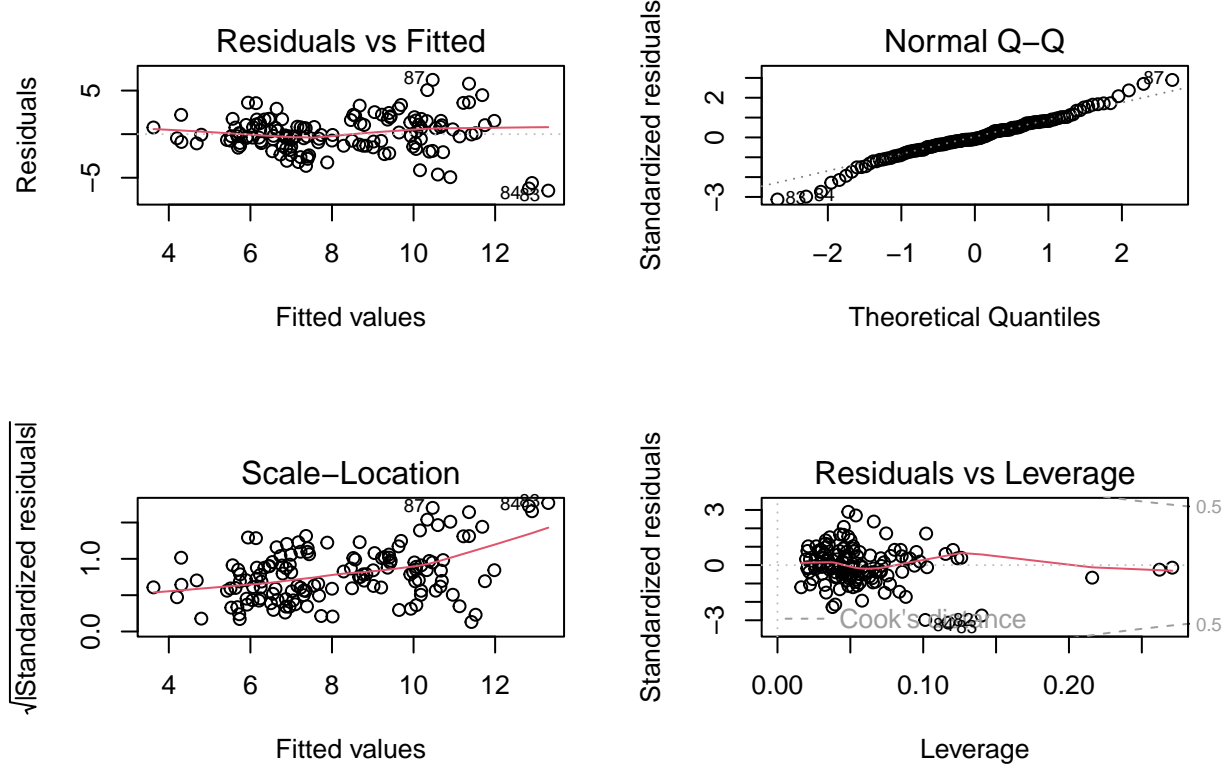 Residuals vs Fitted
Residuals
5
−5
87
84
83
4 6 8 10 12
Fitted values
Normal Q−Q
Standardized residuals
2
0
−3
87
83
84
−2 −1 0 1 2
Theoretical Quantiles
Scale−Location
√|Standardized residuals|
1.0
0.0
87
84
83
4 6 8 10 12
Fitted values
Residuals vs Leverage
Standardized residuals
3
0
−3
0.5
0.5
Cook's distance
84
82
83
0.00 0.10 0.20
Leverage